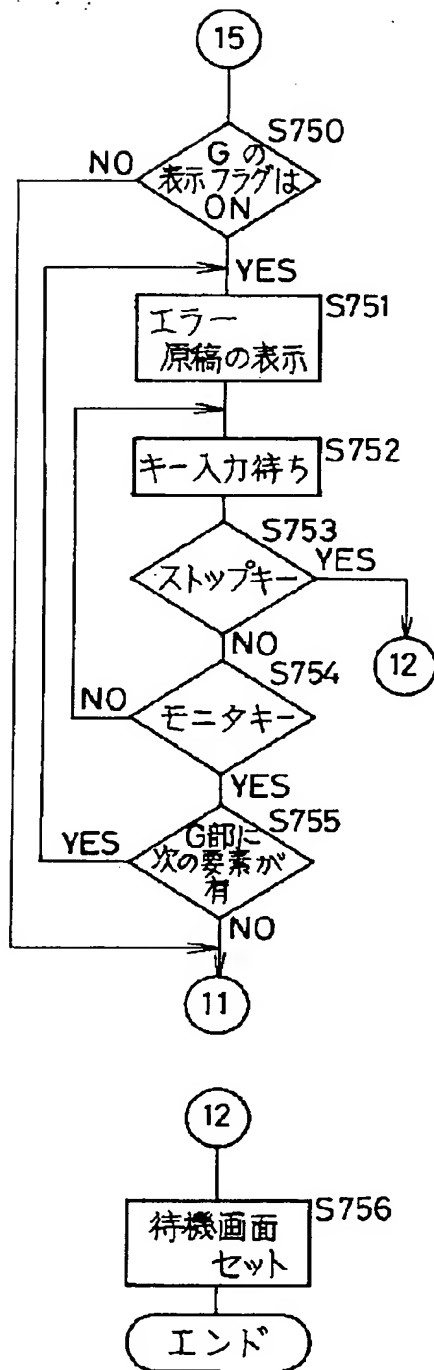 15
S750
Gの
NO
表示フラグは
ON
YES
S751
エラー
原稿の表示
S752
キー入力待ち
S753
YES
ストップキー
NO
12
S754
NO
モニタキー
YES
S755
G部に
YES
次の要素が
有
NO
11
12
S756
待機画面
セット
エンド